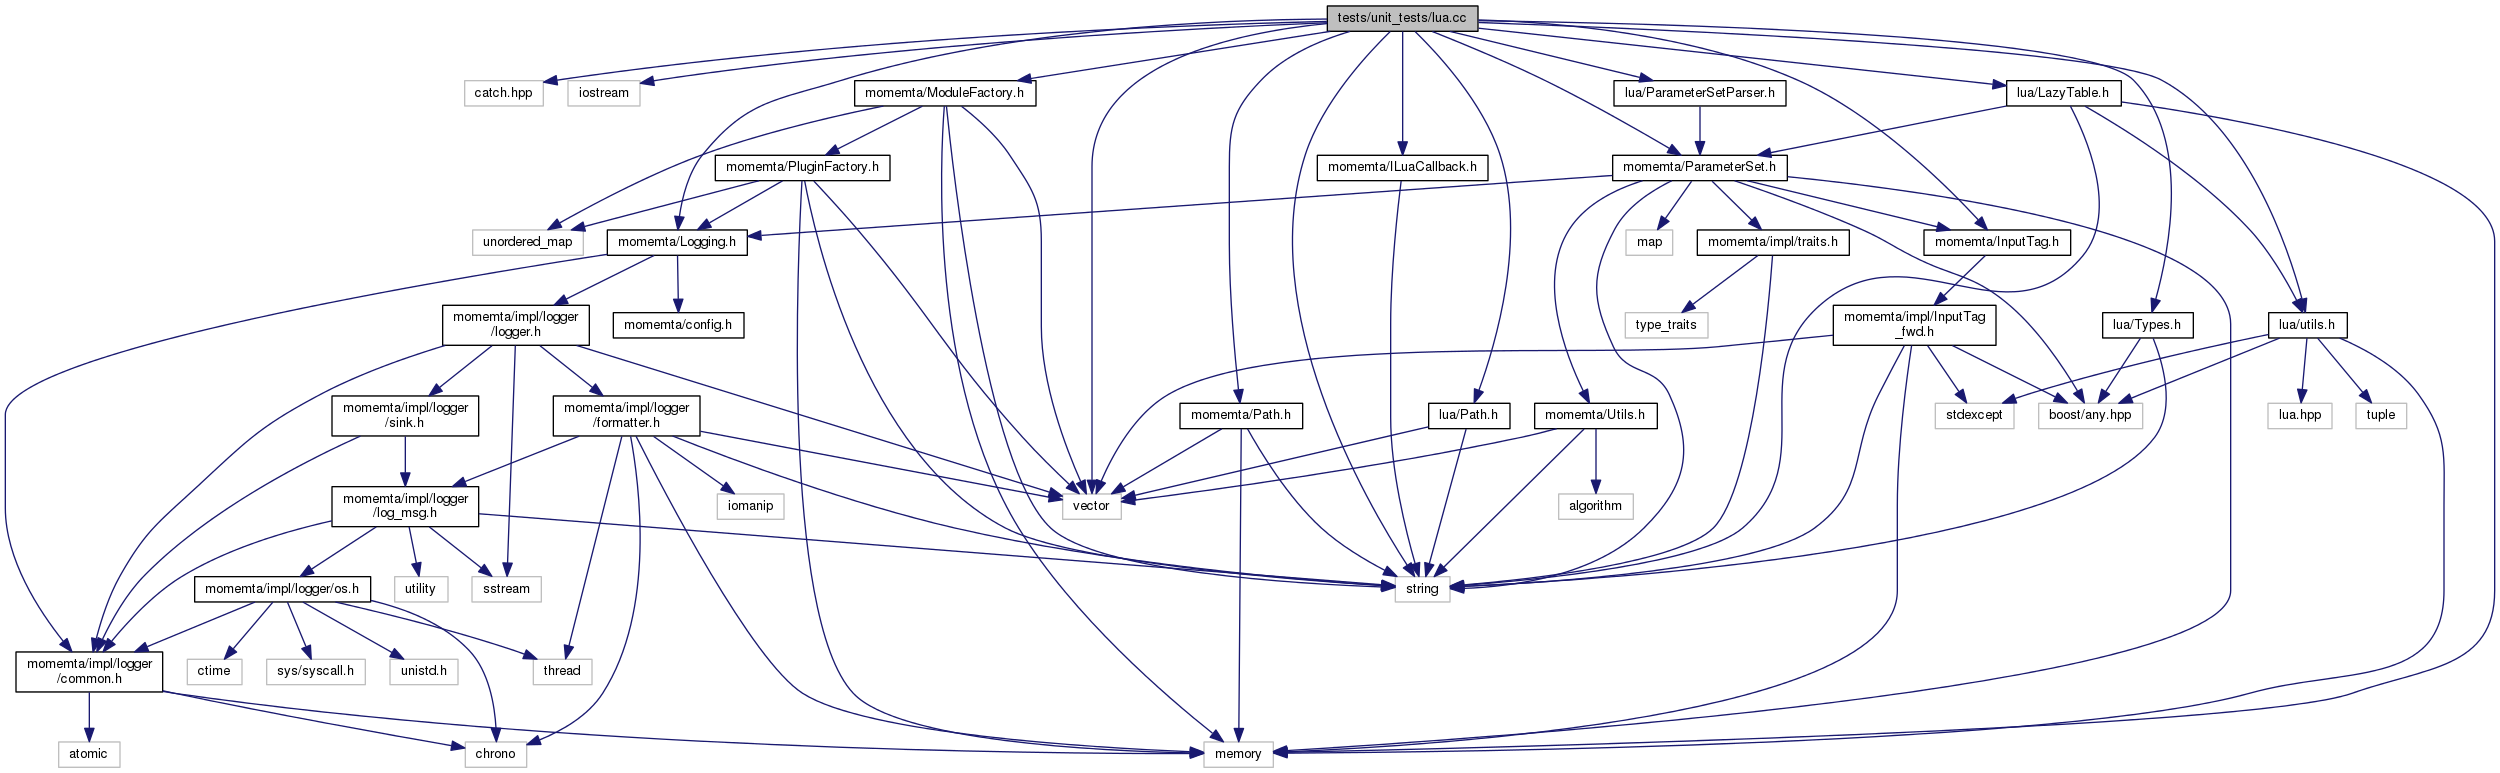 tests/unit_tests/lua.cc
catch.hpp
iostream
momemta/ModuleFactory.h
lua/ParameterSetParser.h
lua/LazyTable.h
momemta/PluginFactory.h
momemta/ILuaCallback.h
momemta/ParameterSet.h
unordered_map
momemta/Logging.h
map
momemta/impl/traits.h
momemta/InputTag.h
momemta/impl/logger
/logger.h
momemta/config.h
type_traits
momemta/impl/InputTag
_fwd.h
lua/Types.h
lua/utils.h
momemta/impl/logger
/sink.h
momemta/impl/logger
/formatter.h
momemta/Path.h
lua/Path.h
momemta/Utils.h
stdexcept
boost/any.hpp
lua.hpp
tuple
momemta/impl/logger
/log_msg.h
iomanip
vector
algorithm
momemta/impl/logger/os.h
utility
sstream
string
momemta/impl/logger
/common.h
ctime
sys/syscall.h
unistd.h
thread
atomic
chrono
memory